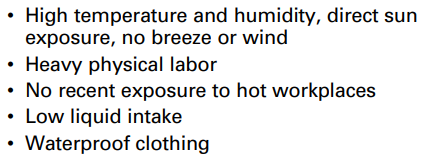 • High temperature and humidity, direct sun
exposure, no breeze or wind
• Heavy physical labor
• No recent exposure to hot workplaces
• Low liquid intake
• Waterproof clothing